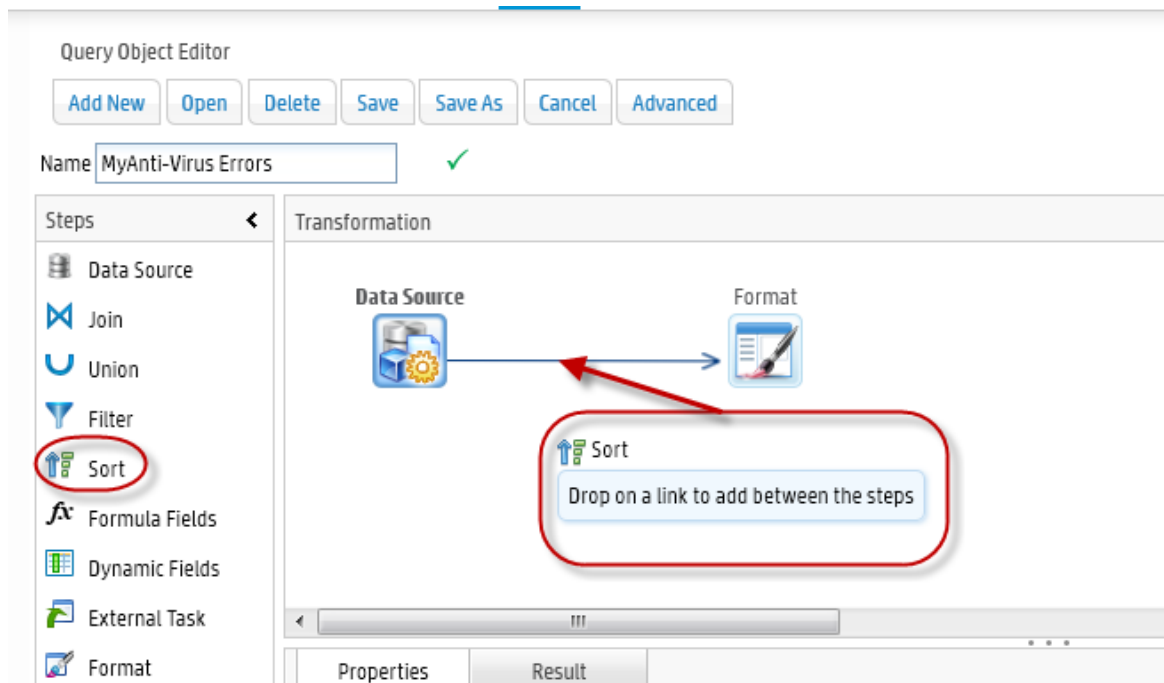 Query Object Editor
Add New Open Delete Save Save As Cancel Advanced
Name MyAnti-Virus Errors
Steps
Data Source
Join
Union
Filter
Sort
Formula Fields
Dynamic Fields
External Task
Format
Transformation
Data Source
Format
Sort
Drop on a link to add between the steps
Properties Result